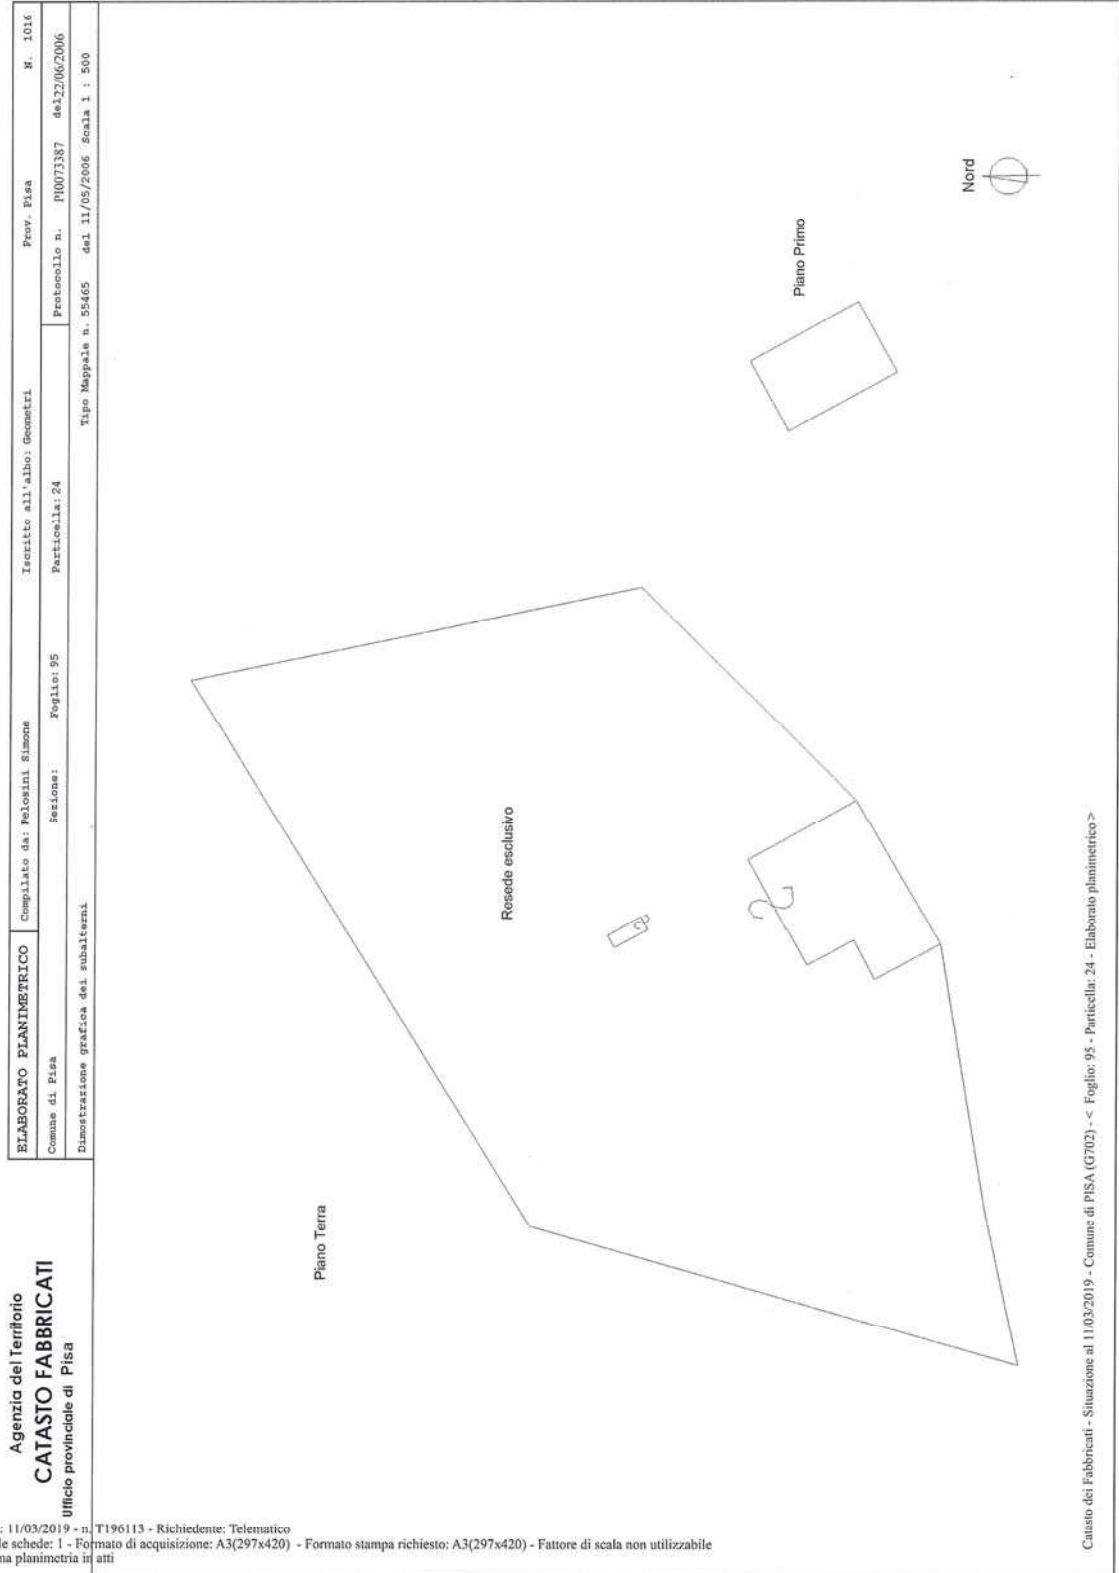 Agenzia del Territorio
CATASTO FABBRICATI
Ufficio provinciale di Pisa
ELABORATO PLANIMETRICO
Compilato da: Pelosini Simone
Iscritto all'albo: Geometri
Prov. Pisa
N. 1016
Comune di Pisa
Sezione:
Foglio: 95
Particella: 24
Protocollo n. PI0073387 del 22/06/2006
Dimostrazione grafica dei subalterni
Tipo Mappale n. 55465 del 11/05/2006 Scala 1 : 500
Piano Terra
Resede esclusivo
2
2
Piano Primo
Nord
Catasto dei Fabbricati - Situazione al 11/03/2019 - Comune di PISA (G702) - < Foglio: 95 - Particella: 24 - Elaborato planimetrico >
: 11/03/2019 - n. T196113 - Richiedente: Telematico
le schede: 1 - Formato di acquisizione: A3(297x420) - Formato stampa richiesto: A3(297x420) - Fattore di scala non utilizzabile
na planimetria in atti